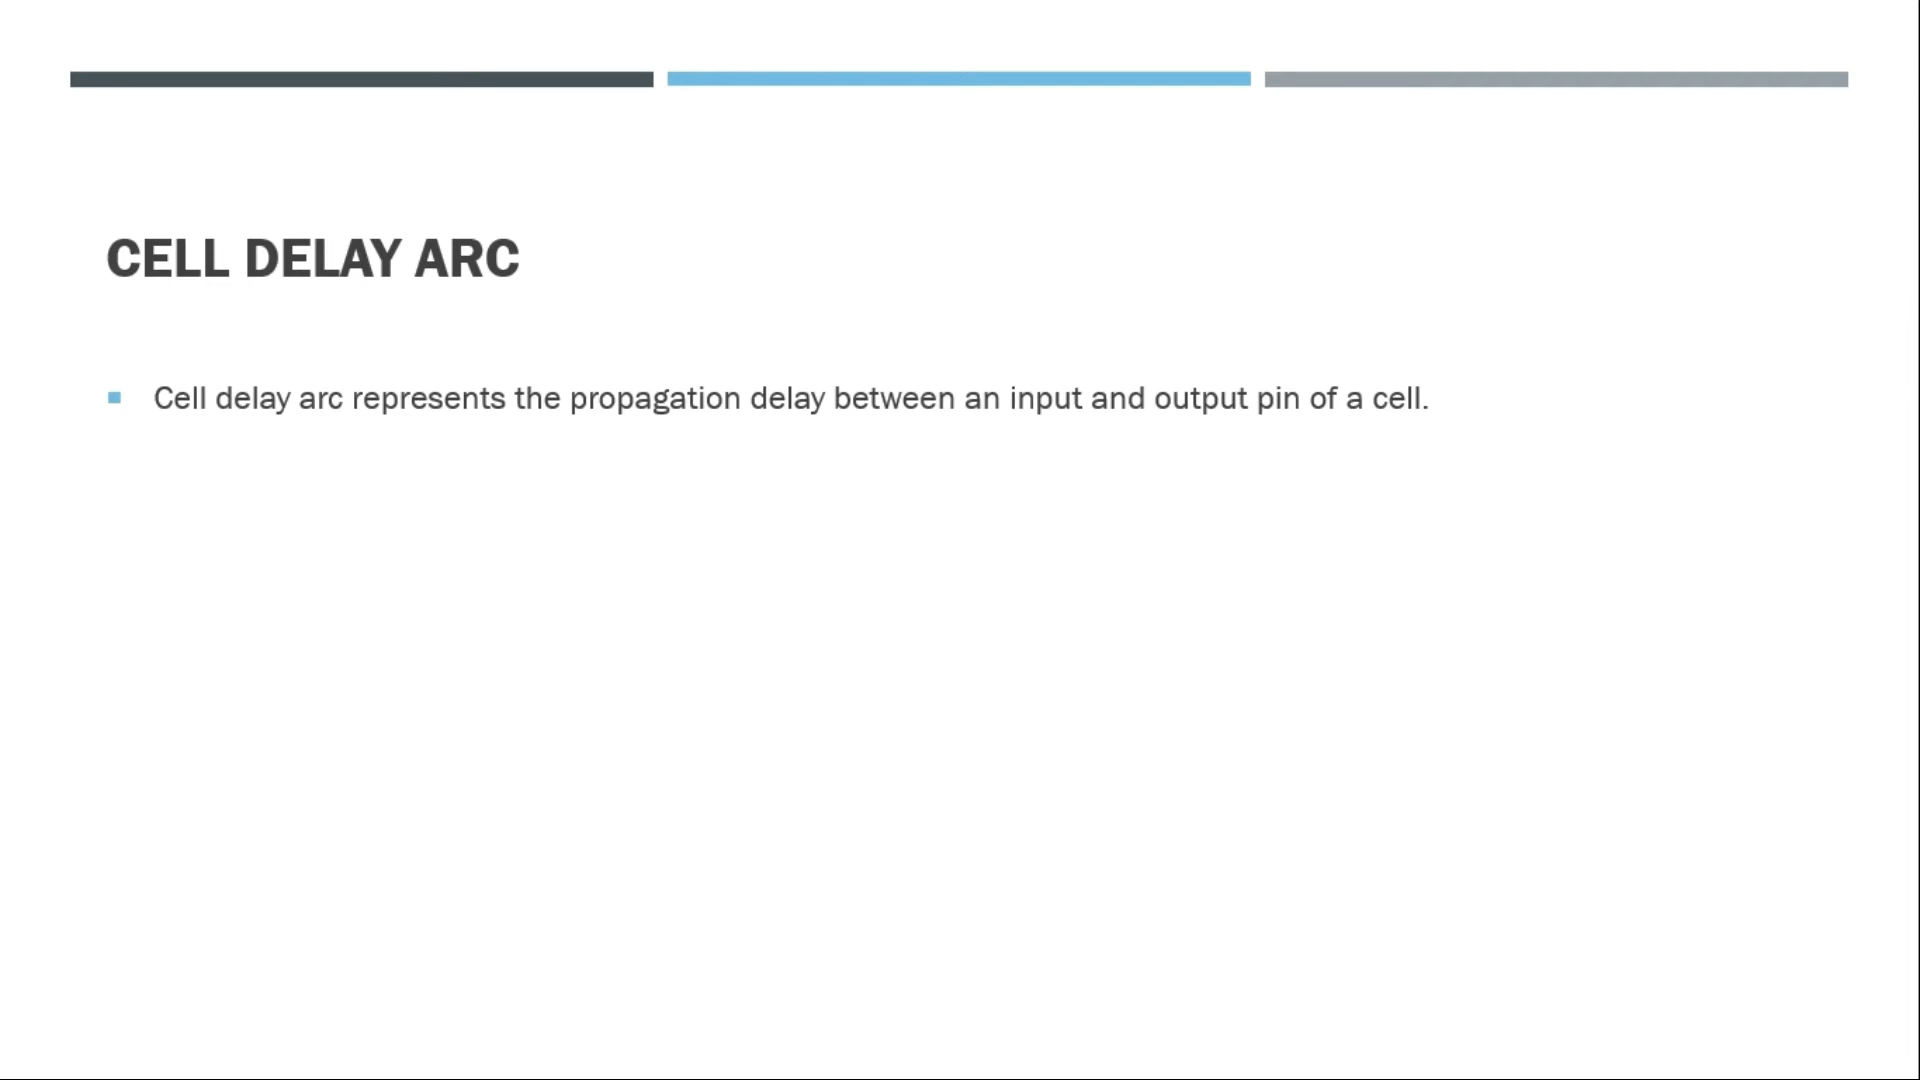 CELL DELAY ARC
Cell delay arc represents the propagation delay between an input and output pin of a cell.